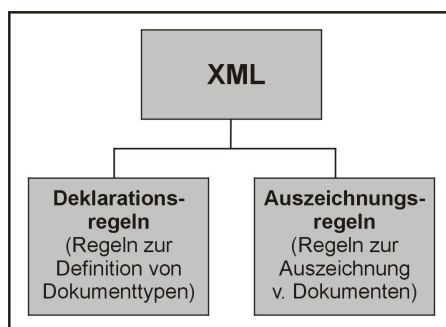 XML
Deklarations-
regeln
(Regeln zur
Definition von
Dokumenttypen)
Auszeichnungs-
regeln
(Regeln zur
Auszeichnung
v. Dokumenten)